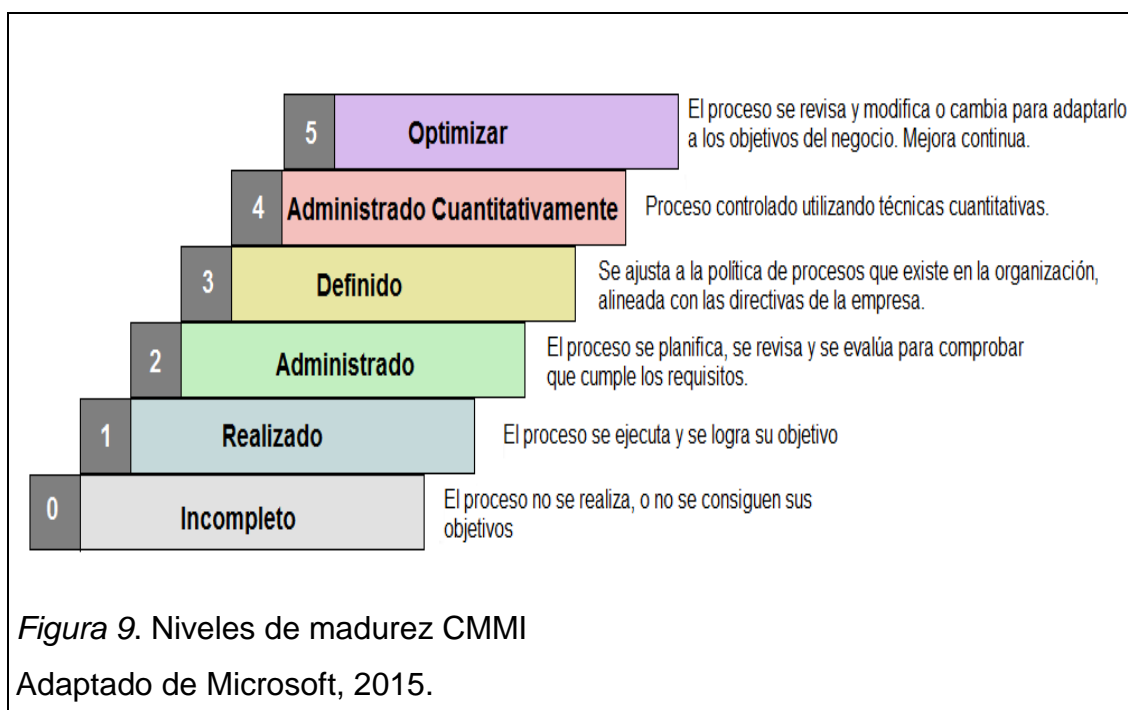 5
Optimizar
El proceso se revisa y modifica o cambia para adaptarlo
a los objetivos del negocio. Mejora continua.
4
Administrado Cuantitativamente
Proceso controlado utilizando técnicas cuantitativas.
3
Definido
Se ajusta a la política de procesos que existe en la organización,
alineada con las directivas de la empresa.
2
Administrado
El proceso se planifica, se revisa y se evalúa para comprobar
que cumple los requisitos.
1
Realizado
El proceso se ejecuta y se logra su objetivo
0
Incompleto
El proceso no se realiza, o no se consiguen sus
objetivos
Figura 9. Niveles de madurez CMMI
Adaptado de Microsoft, 2015.